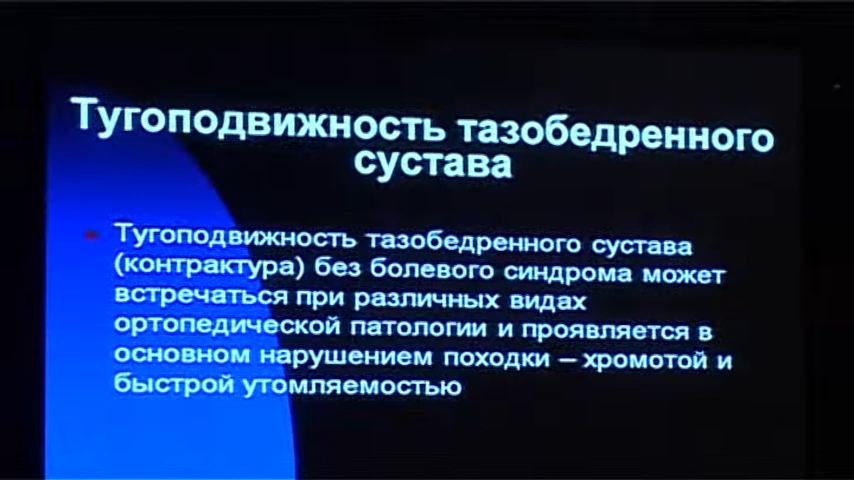 Тугоподвижность тазобедренного
сустава
Тугоподвижность тазобедренного сустава
(контрактура) без болевого синдрома может
встречаться при различных видах
ортопедической патологии и проявляется в
основном нарушением походки – хромотой и
быстрой утомляемостью